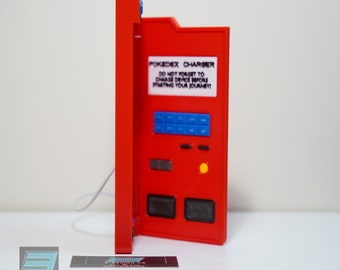 POKEDEX CHARGER
DO NOT FORGET TO
CHARGE DEVICE BEFORE
STARTING YOUR JOURNEY!